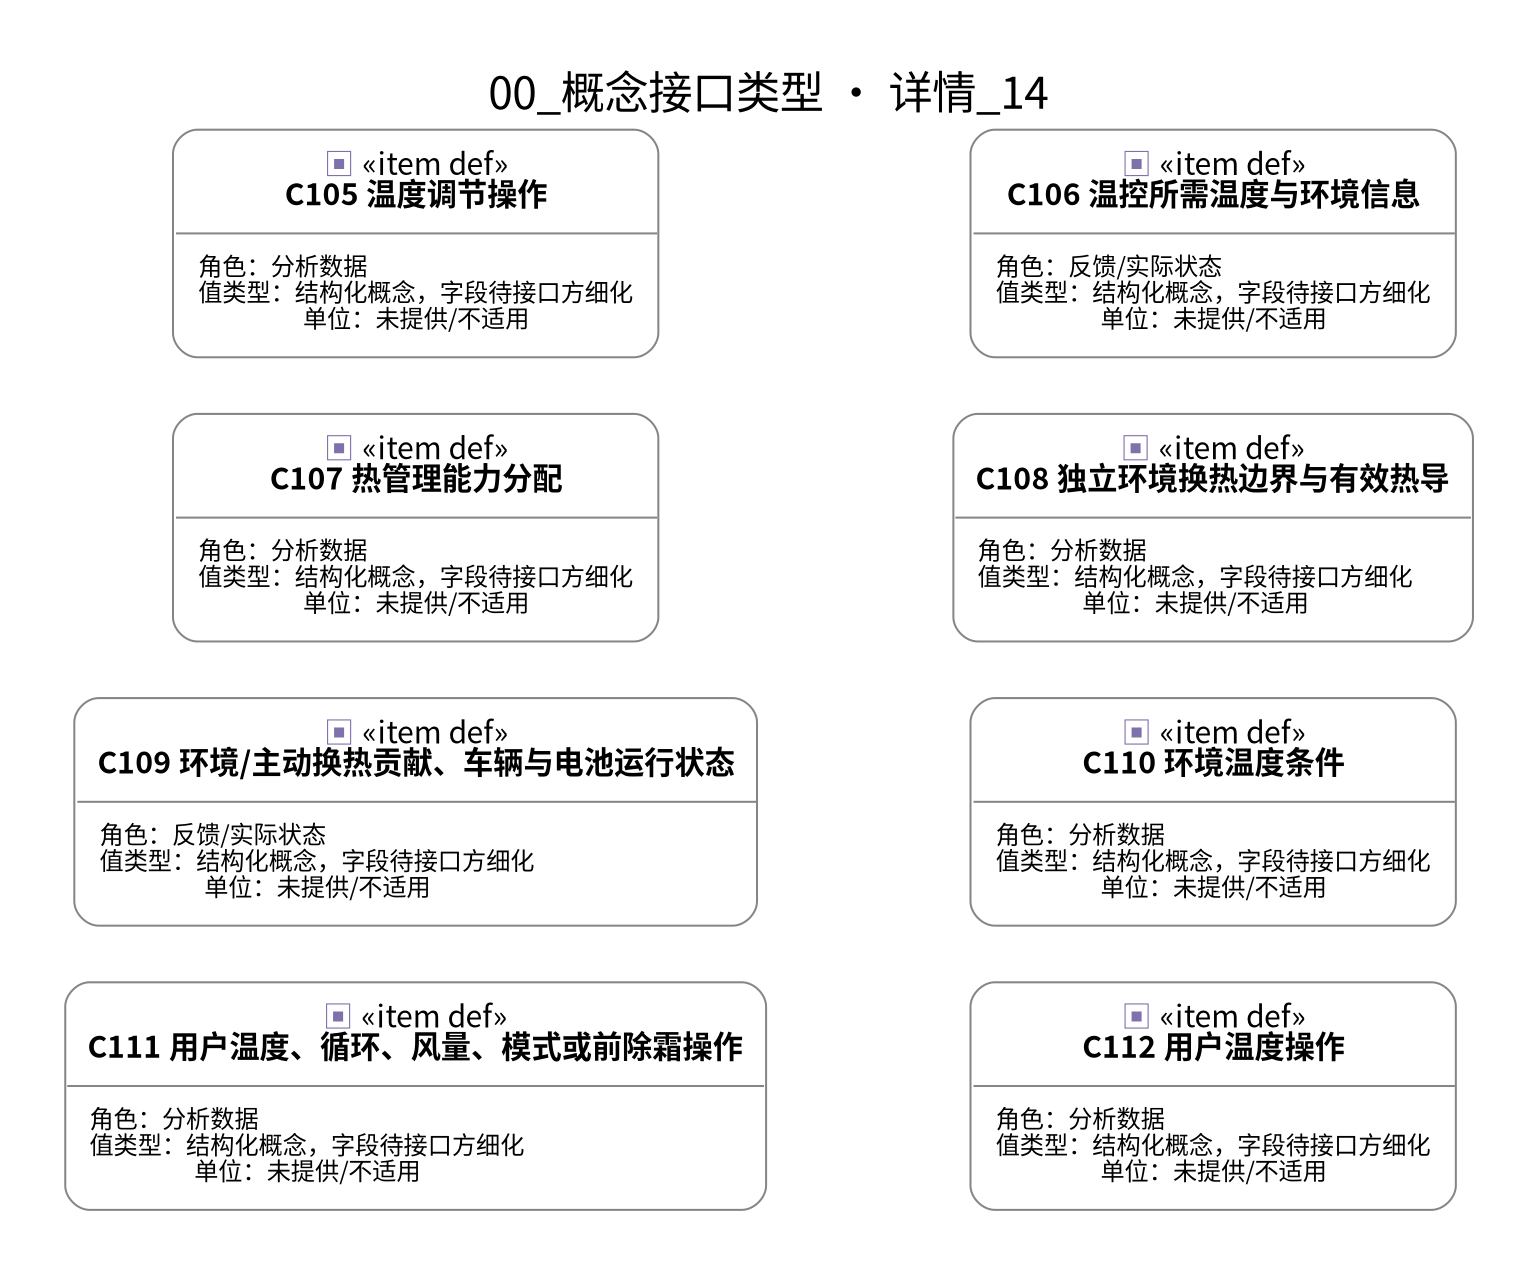 00_概念接口类型 · 详情_14
«item def»
C105 温度调节操作
角色：分析数据
值类型：结构化概念，字段待接口方细化
单位：未提供/不适用
«item def»
C106 温控所需温度与环境信息
角色：反馈/实际状态
值类型：结构化概念，字段待接口方细化
单位：未提供/不适用
«item def»
C107 热管理能力分配
角色：分析数据
值类型：结构化概念，字段待接口方细化
单位：未提供/不适用
«item def»
C108 独立环境换热边界与有效热导
角色：分析数据
值类型：结构化概念，字段待接口方细化
单位：未提供/不适用
«item def»
C109 环境/主动换热贡献、车辆与电池运行状态
角色：反馈/实际状态
值类型：结构化概念，字段待接口方细化
单位：未提供/不适用
«item def»
C110 环境温度条件
角色：分析数据
值类型：结构化概念，字段待接口方细化
单位：未提供/不适用
«item def»
C111 用户温度、循环、风量、模式或前除霜操作
角色：分析数据
值类型：结构化概念，字段待接口方细化
单位：未提供/不适用
«item def»
C112 用户温度操作
角色：分析数据
值类型：结构化概念，字段待接口方细化
单位：未提供/不适用